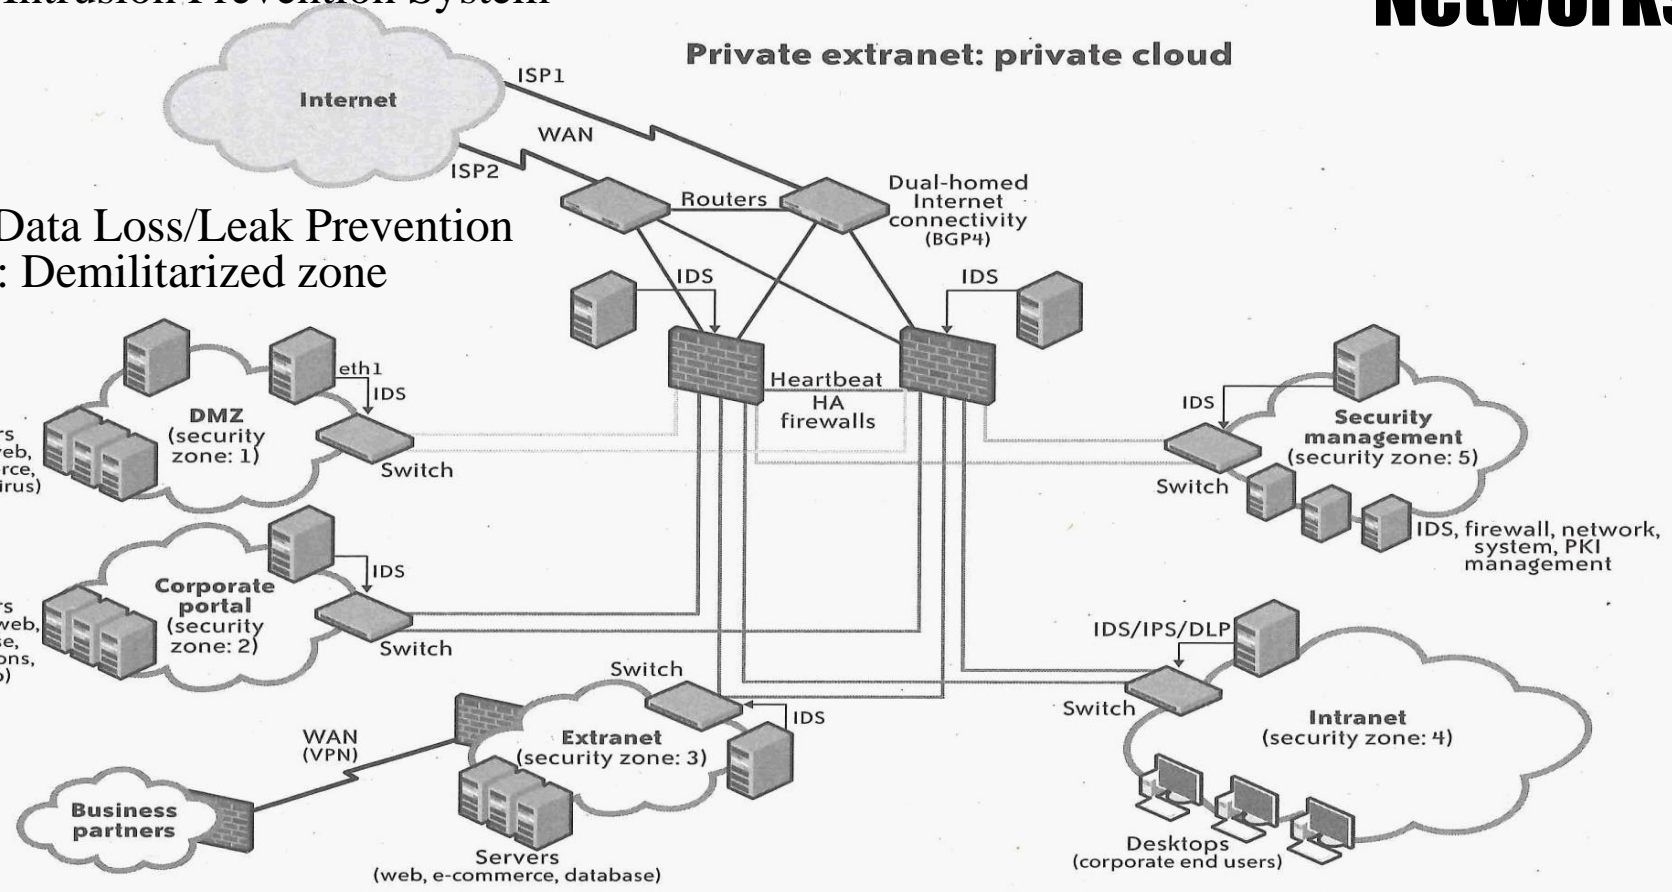 Intrusion Prevention System
Networks
Private extranet: private cloud
Internet
ISP1
WAN
ISP2
Routers
Dual-homed
Internet
connectivity
(BGP4)
Data Loss/Leak Prevention
: Demilitarized zone
IDS
IDS
eth1
IDS
DMZ
(security
zone: 1)
Switch
Heartbeat
HA
firewalls
IDS
Security
management
(security zone: 5)
Switch
IDS, firewall, network,
system, PKI
management
IDS
Corporate
portal
(security
zone: 2)
Switch
web,
IDS/IPS/DLP
Switch
Intranet
(security zone: 4)
Desktops
(corporate end users)
Switch
IDS
Extranet
(security zone: 3)
WAN
(VPN)
Business
partners
Servers
(web, e-commerce, database)